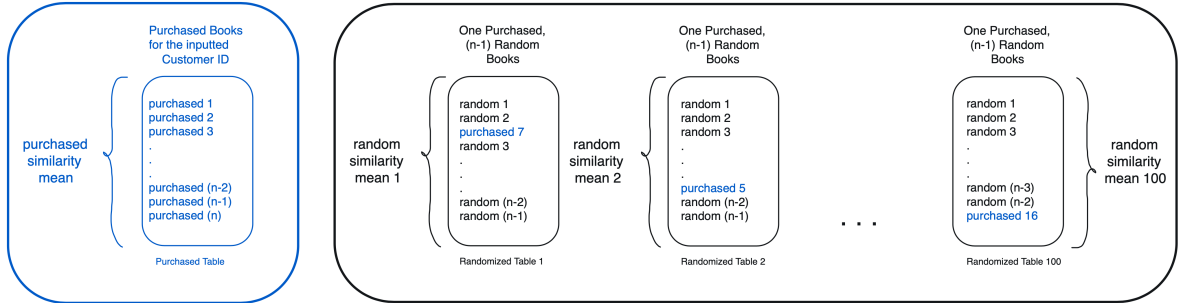 Purchased Books
for the inputted
Customer ID
purchased
similarity
mean
purchased 1
purchased 2
purchased 3
.
.
.
purchased (n-2)
purchased (n-1)
purchased (n)
Purchased Table
One Purchased,
(n-1) Random
Books
random
similarity
mean 1
random 1
random 2
purchased 7
random 3
.
.
.
random (n-2)
random (n-1)
Randomized Table 1
One Purchased,
(n-1) Random
Books
random
similarity
mean 2
random 1
random 2
random 3
.
.
.
purchased 5
random (n-2)
random (n-1)
Randomized Table 2
. . .
One Purchased,
(n-1) Random
Books
random 1
random 2
random 3
.
.
.
random (n-3)
random (n-2)
purchased 16
random
similarity
mean 100
Randomized Table 100